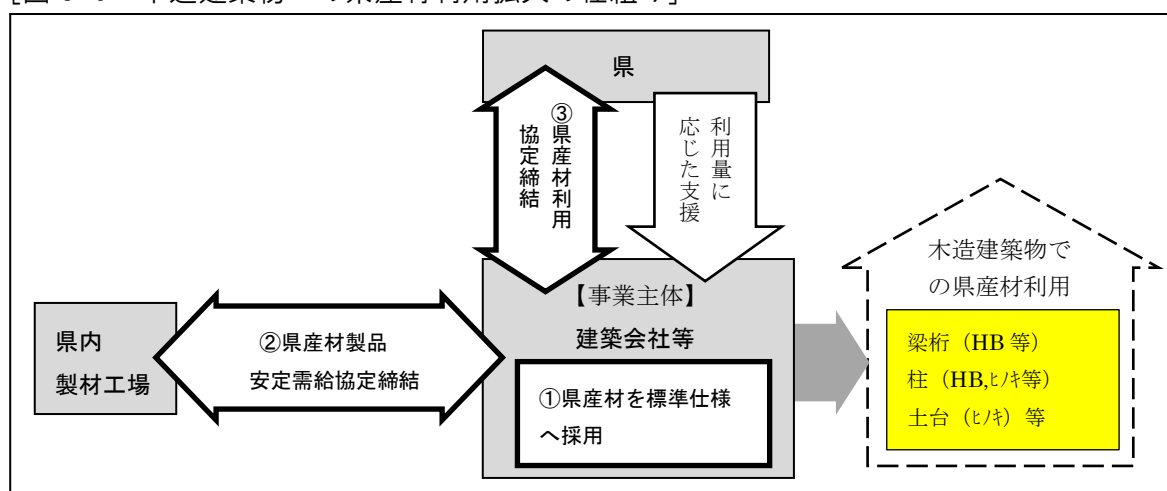 県
③県産材利用
協定締結
利用量に
応じた支援
県内
製材工場
②県産材製品
安定需給協定締結
【事業主体】
建築会社等
①県産材を標準仕様
へ採用
木造建築物で
の県産材利用
梁桁（HB 等）
柱（HB,ﾋﾉｷ等）
土台（ﾋﾉｷ）等